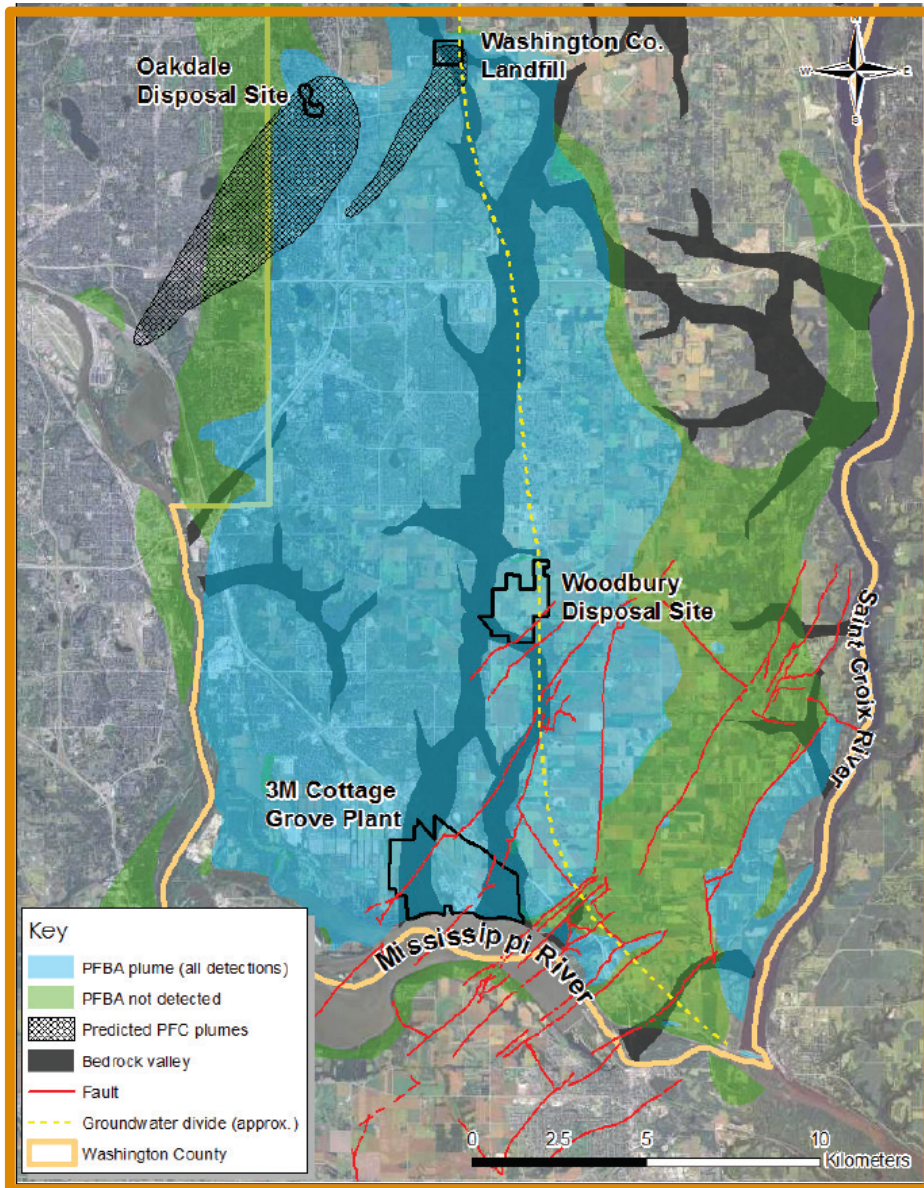 Washington Co.
Landfill
Oakdale
Disposal Site
N
W
E
S
Woodbury
Disposal Site
Saint Croix River
3M Cottage
Grove Plant
Mississippi River
Key
PFBA plume (all detections)
PFBA not detected
Predicted PFC plumes
Bedrock valley
Fault
Groundwater divide (approx.)
Washington County
0 2.5 5 10
Kilometers